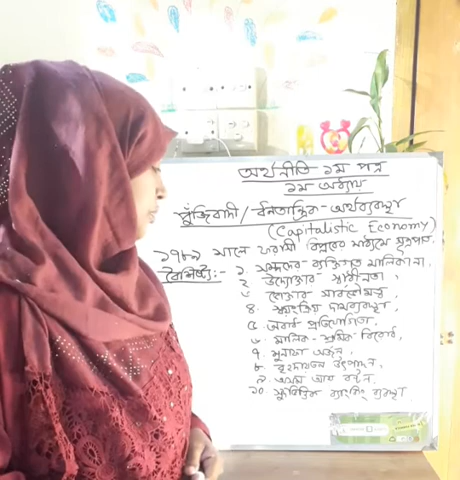 অর্থনীতি ১ম পত্র
১ম অধ্যায়
পুঁজিবাদী / ধনতান্ত্রিক অর্থব্যবস্থা
(Capitalistic Economy)
১৭৮৯ সালে ফরাসী বিপ্লবের মাধ্যমে সূত্রপাত
বৈশিষ্ট্য:- ১. সম্পদের ব্যক্তিগত মালিকানা,
২. উদ্যোক্তার স্বাধীনতা,
৩. ভোক্তার সার্বভৌমত্ব,
৪. স্বয়ংক্রিয় দামব্যবস্থা,
৫. অবাধ প্রতিযোগিতা,
৬. মালিক-শ্রমিক বিরোধ,
৭. মুনাফা অর্জন,
৮. বৃহদায়তন উৎপাদন,
৯. অসম আয় বন্টন,
১০. ব্যাংকিং ব্যবস্থা